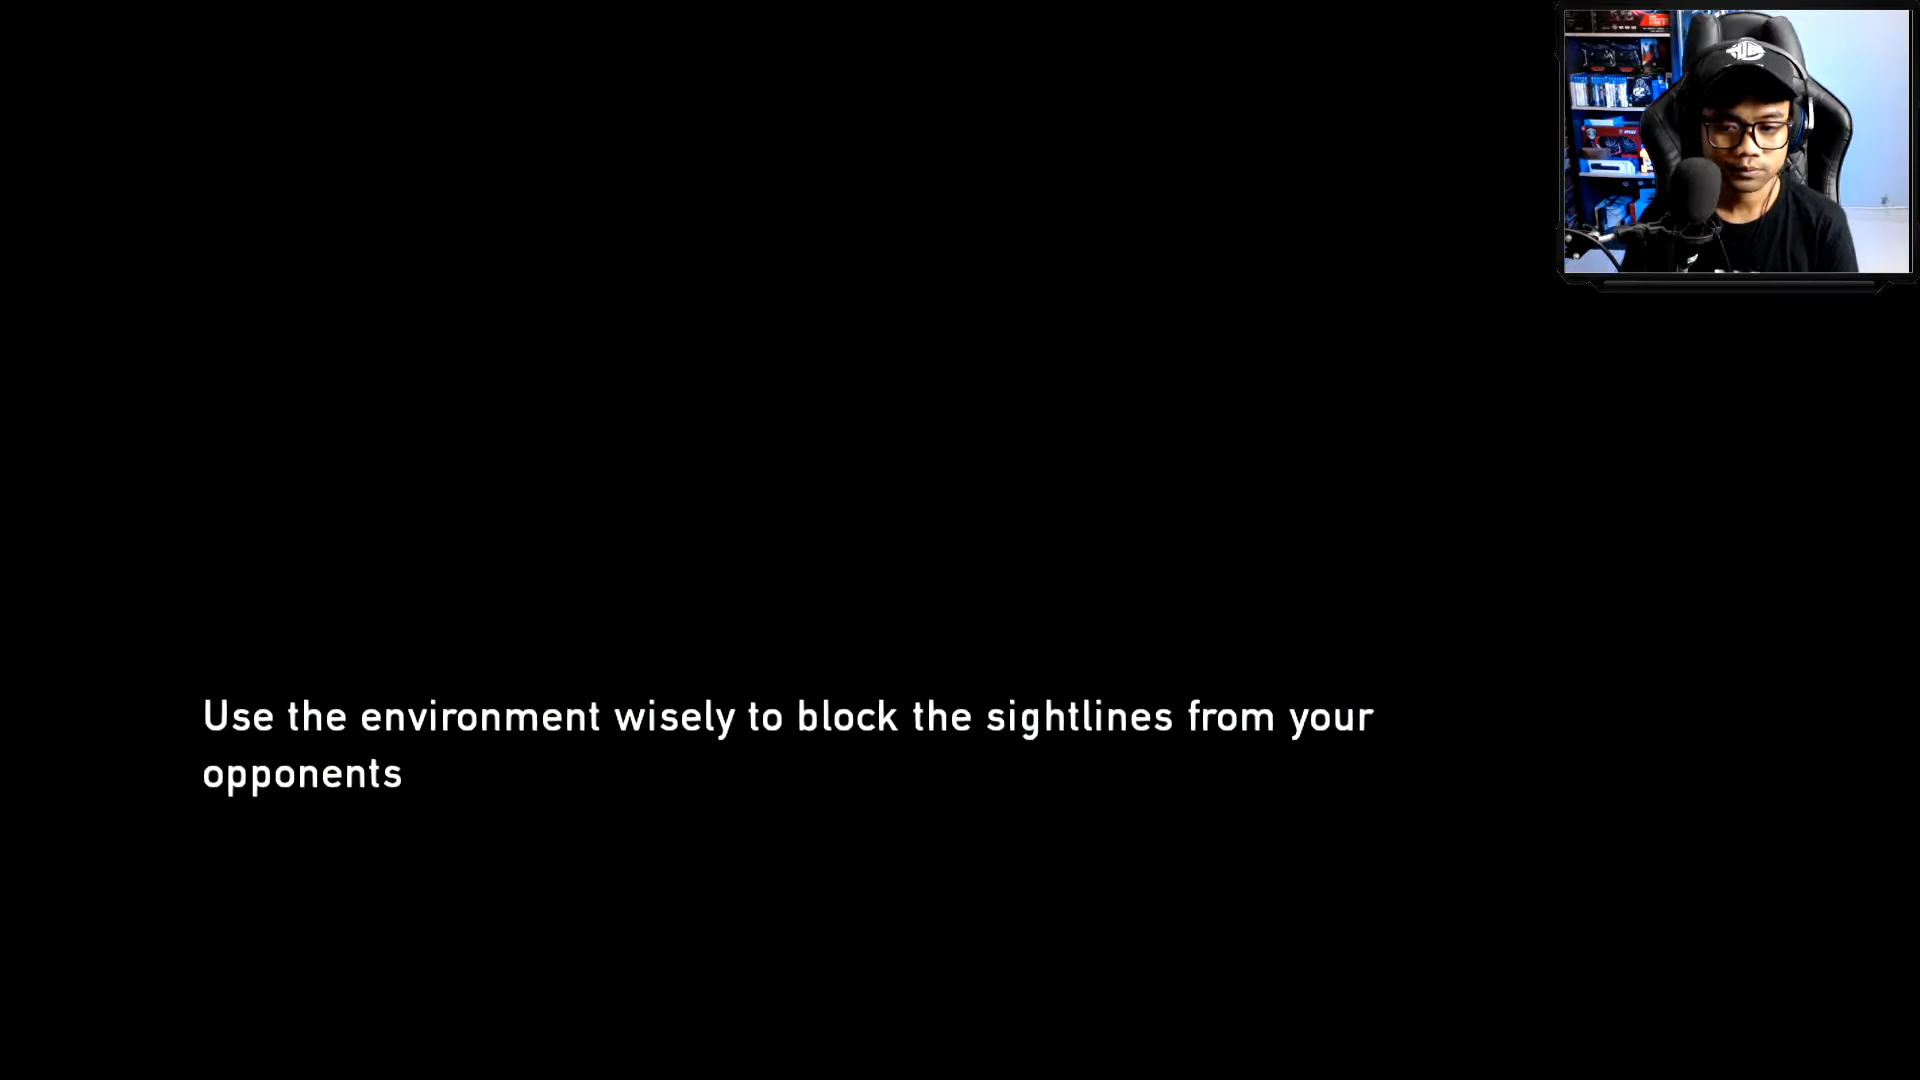 Use the environment wisely to block the sightlines from your
opponents